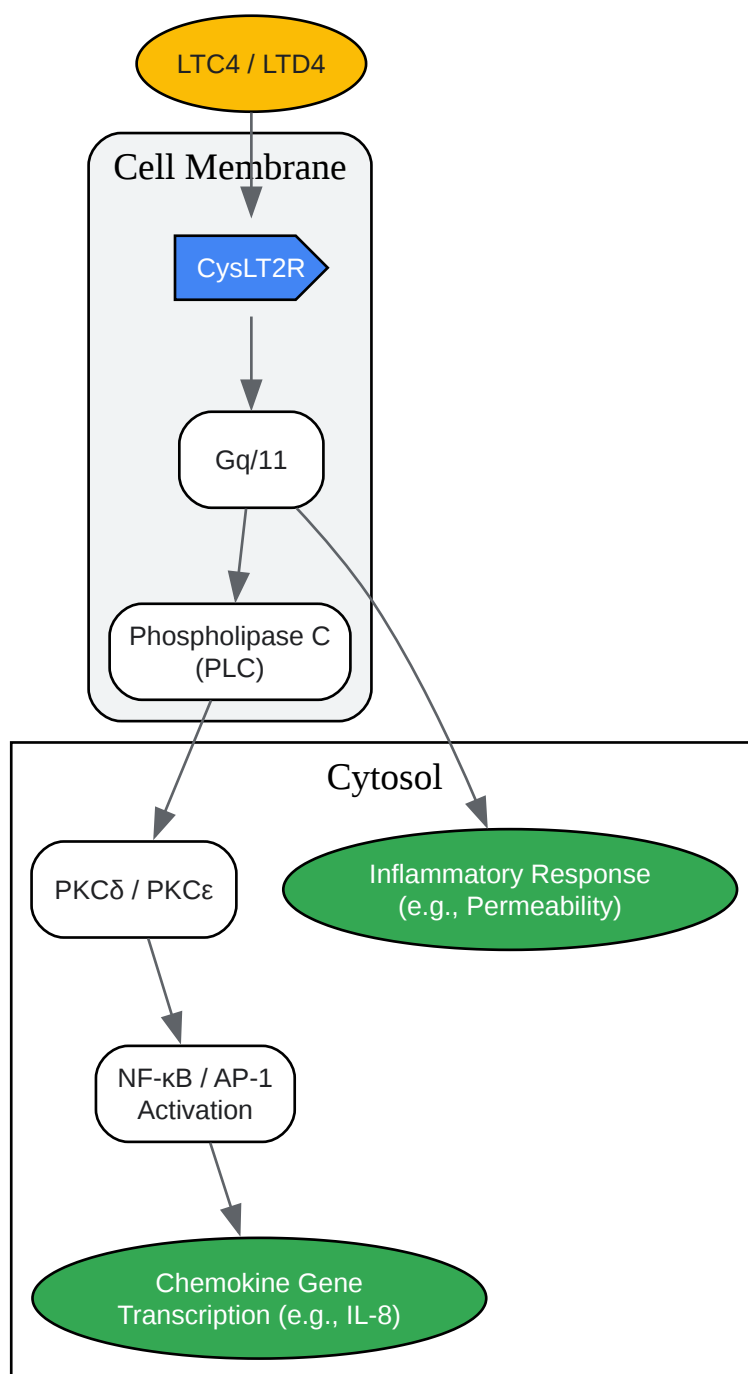 LTC4 / LTD4
Cell Membrane
CysLT2R
Gq/11
Phospholipase C
(PLC)
Cytosol
PKCδ / PKCε
Inflammatory Response
(e.g., Permeability)
NF-κB / AP-1
Activation
Chemokine Gene
Transcription (e.g., IL-8)